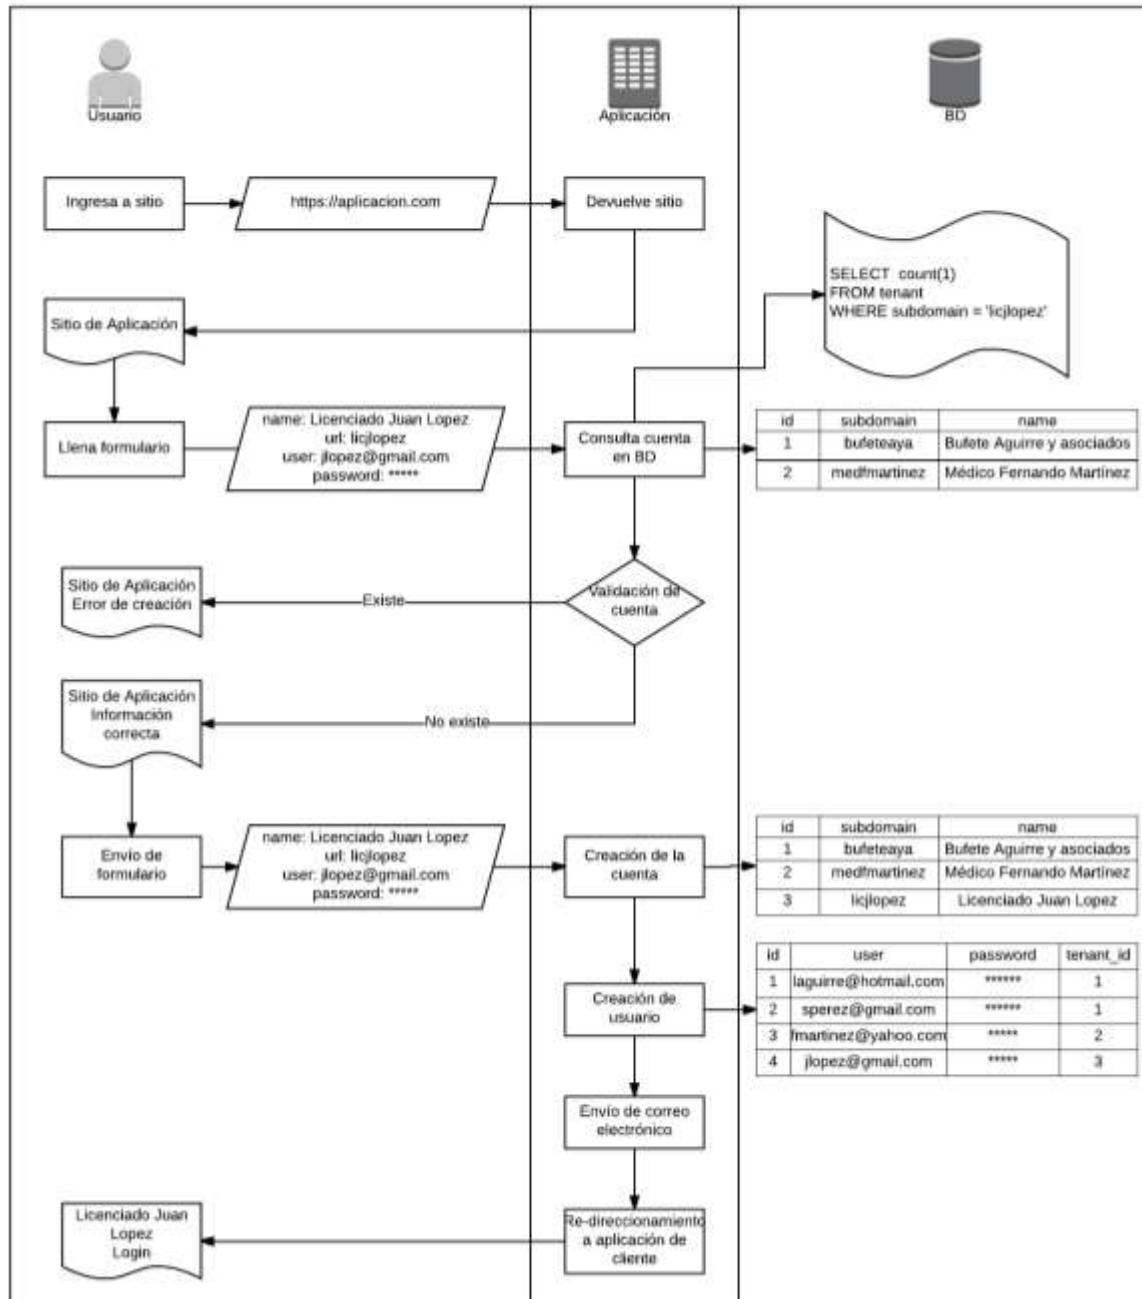 Usuario
Aplicación
BD
Ingresa a sitio
https://aplicacion.com
Devuelve sitio
SELECT count(1)
FROM tenant
WHERE subdomain = 'licjlopez'
Sitio de Aplicación
Llena formulario
name: Licenciado Juan Lopez
url: licjlopez
user: jlopez@gmail.com
password: *****
Consulta cuenta
en BD
id subdomain name
1 bufeteaya Bufete Aguirre y asociados
2 medfmartinez Médico Fernando Martínez
Validación de
cuenta
Existe
Sitio de Aplicación
Error de creación
No existe
Sitio de Aplicación
Información
correcta
Envío de
formulario
name: Licenciado Juan Lopez
url: licjlopez
user: jlopez@gmail.com
password: *****
Creación de la
cuenta
id subdomain name
1 bufeteaya Bufete Aguirre y asociados
2 medfmartinez Médico Fernando Martínez
3 licjlopez Licenciado Juan Lopez
Creación de
usuario
id user password tenant_id
1 laguirre@hotmail.com ****** 1
2 sperez@gmail.com ****** 1
3 fmartinez@yahoo.com ***** 2
4 jlopez@gmail.com ***** 3
Envío de correo
electrónico
Re-direccionamiento
a aplicación de
cliente
Licenciado Juan
Lopez
Login